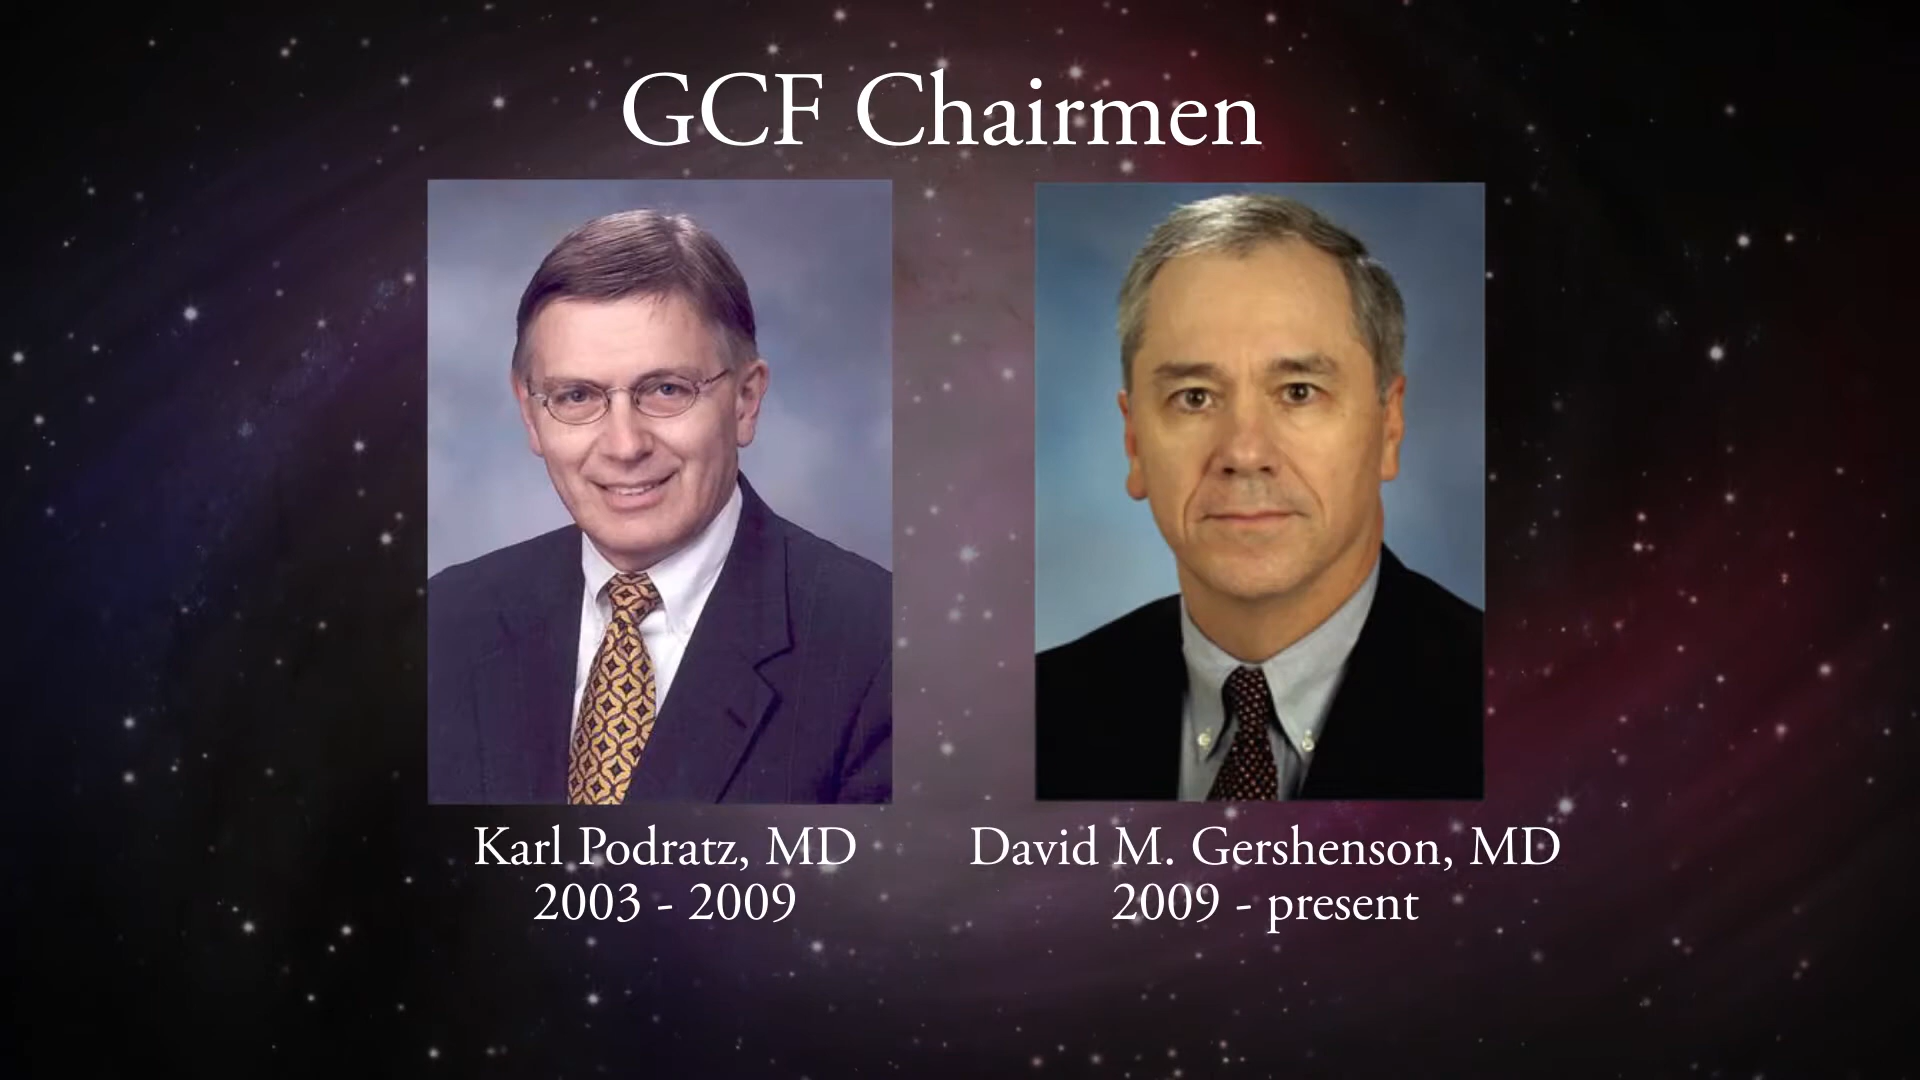 GCF Chairmen
Karl Podratz, MD
2003 - 2009
David M. Gershenson, MD
2009 - present